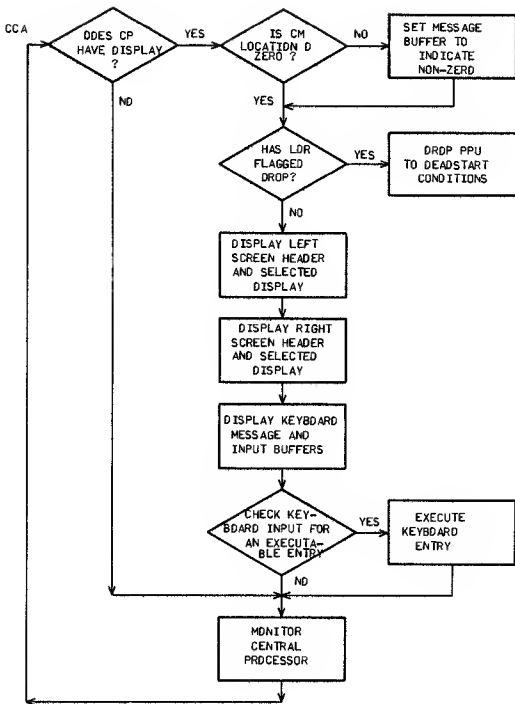 CCA
DOES CP
HAVE DISPLAY
?
YES
NO
IS CM
LOCATION 0
ZERO ?
NO
YES
SET MESSAGE
BUFFER TO
INDICATE
NON-ZERO
HAS LDR
FLAGGED
DROP?
YES
NO
DROP PPU
TO DEADSTART
CONDITIONS
DISPLAY LEFT
SCREEN HEADER
AND SELECTED
DISPLAY
DISPLAY RIGHT
SCREEN HEADER
AND SELECTED
DISPLAY
DISPLAY KEYBOARD
MESSAGE AND
INPUT BUFFERS
CHECK KEY-
BOARD INPUT FOR
AN EXECUTA-
BLE ENTRY
YES
NO
EXECUTE
KEYBOARD
ENTRY
MONITOR
CENTRAL
PROCESSOR